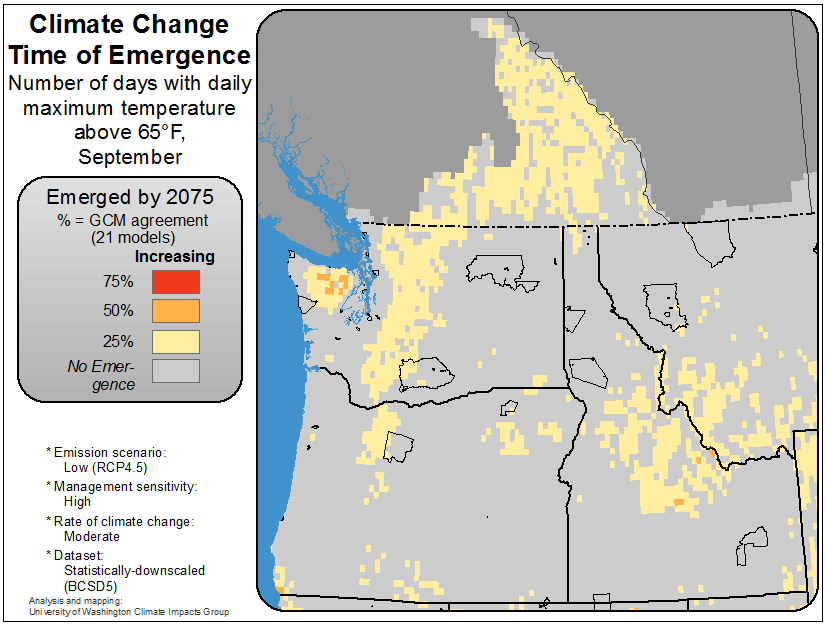 Climate Change
Time of Emergence
Number of days with daily
maximum temperature
above 65°F,
September
Emerged by 2075
% = GCM agreement
(21 models)
Increasing
75%
50%
25%
No Emer-
gence
* Emission scenario:
Low (RCP4.5)
* Management sensitivity:
High
* Rate of climate change:
Moderate
* Dataset:
Statistically-downscaled
(BCSD5)
Analysis and mapping:
University of Washington Climate Impacts Group